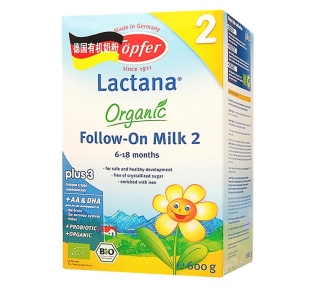 Made in Germany
2
德国有机奶粉
öpfer
since 1911
Lactana®
Organic
Follow-On Milk 2
6-18 months
- for safe and healthy development
- free of crystallised sugar
- enriched with iron
plus3
+ AA & DHA
+ PROBIOTIC
+ ORGANIC
BIO
600 g